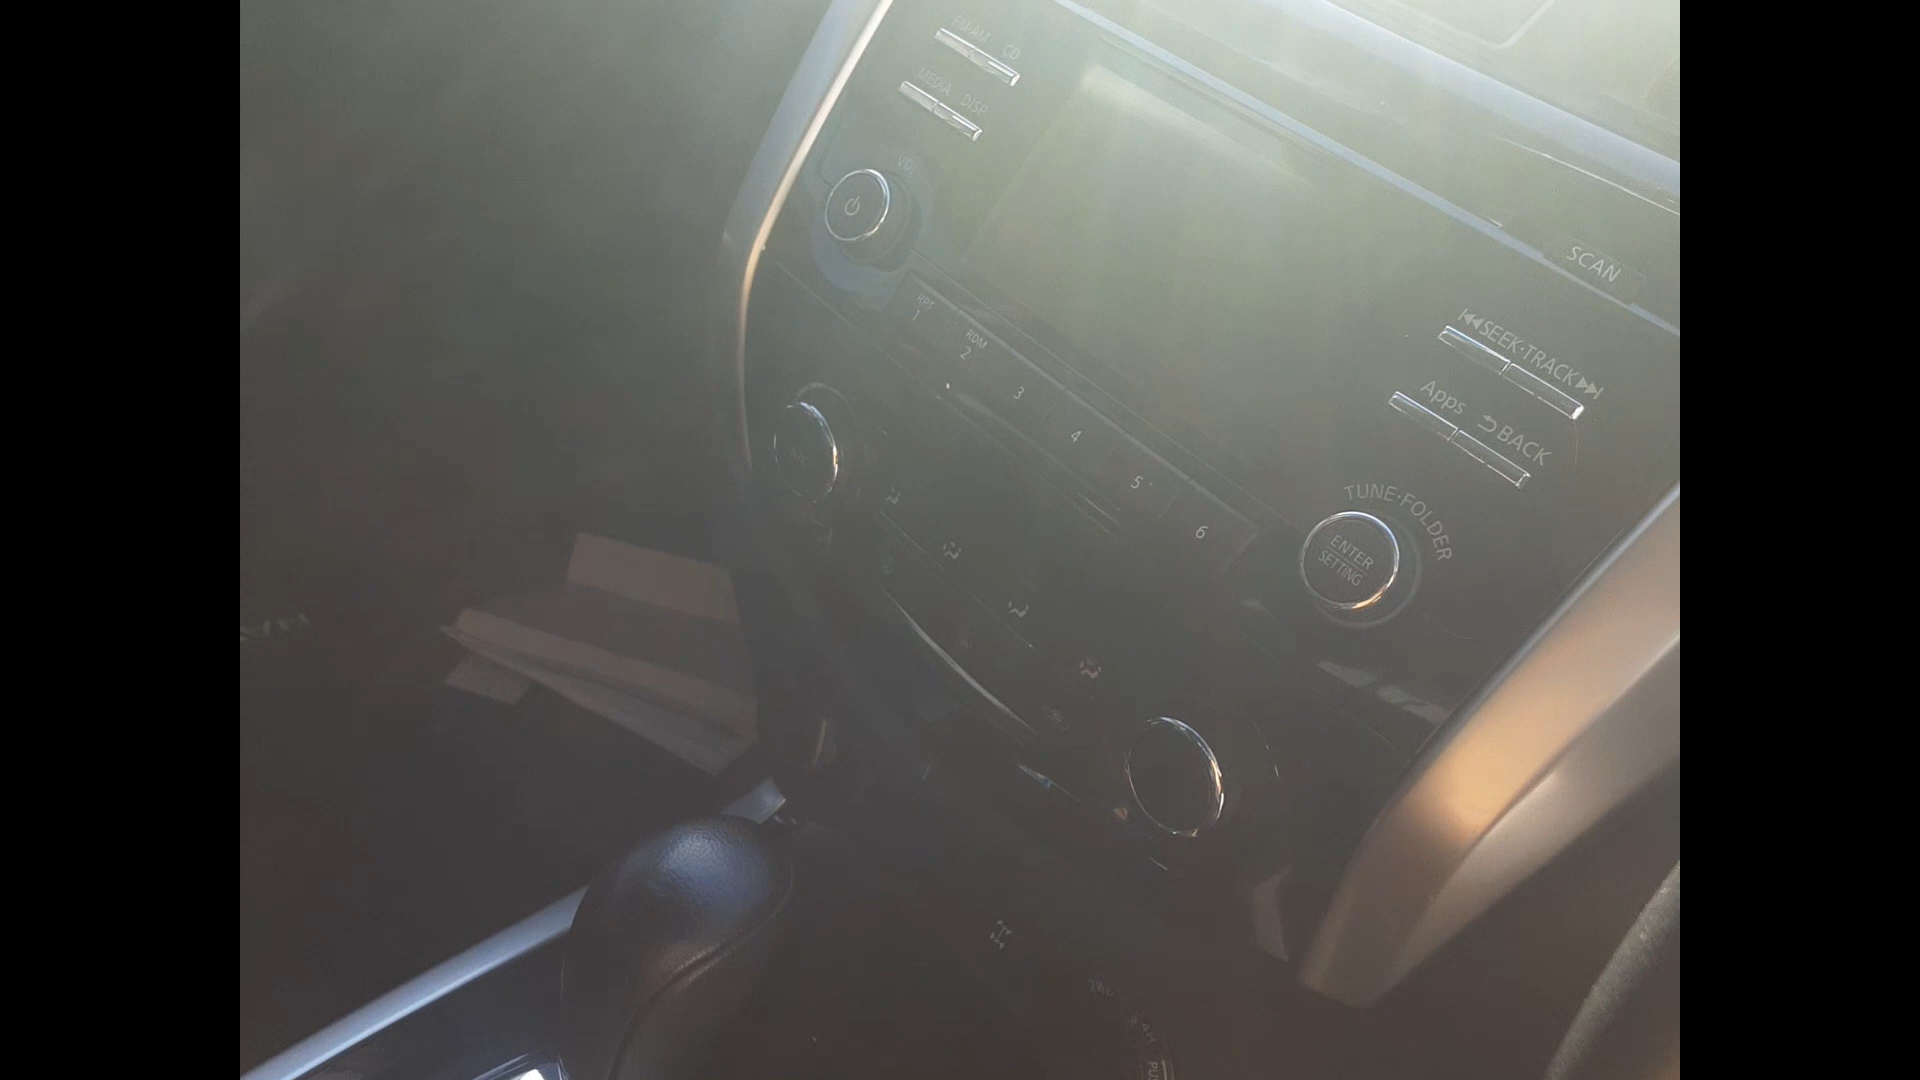 FM·AM CD
MEDIA DISP
VOL
SCAN
SEEK·TRACK
Apps BACK
RPT
1
RDM
2
3
4
5
6
TUNE·FOLDER
ENTER
SETTING